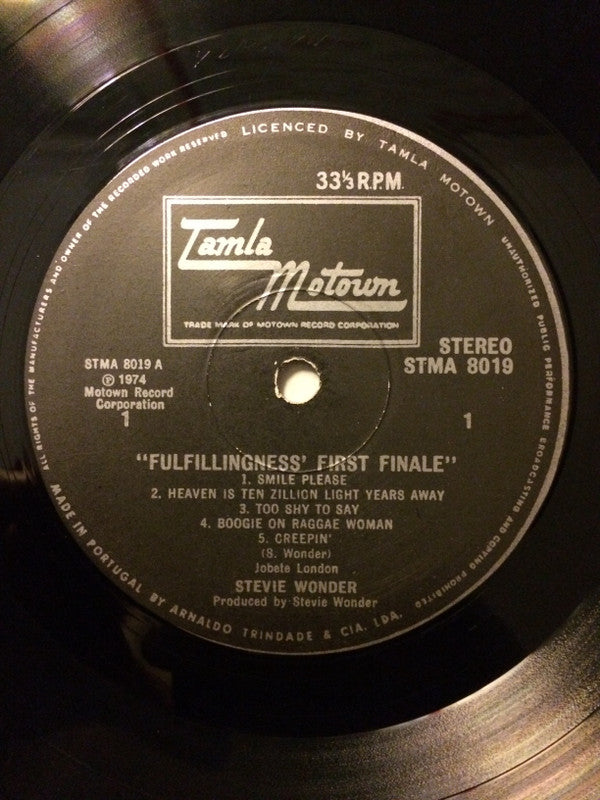 ALL RIGHTS OF THE MANUFACTURERS AND OWNER OF THE RECORDED WORK RESERVED
LICENCED BY TAMLA MOTOWN
UNAUTHORIZED PUBLIC PERFORMANCE BROADCASTING AND COPYING PROHIBITED
33⅓ R.P.M.
Tamla
Motown
TRADE MARK OF MOTOWN RECORD CORPORATION
STEREO
STMA 8019
STMA 8019 A
℗ 1974
Motown Record
Corporation
1
1
"FULFILLINGNESS' FIRST FINALE"
1. SMILE PLEASE
2. HEAVEN IS TEN ZILLION LIGHT YEARS AWAY
3. TOO SHY TO SAY
4. BOOGIE ON RAGGAE WOMAN
5. CREEPIN'
(S. Wonder)
Jobete London
STEVIE WONDER
Produced by Stevie Wonder
MADE IN PORTUGAL BY ARNALDO TRINDADE & CIA. LDA.